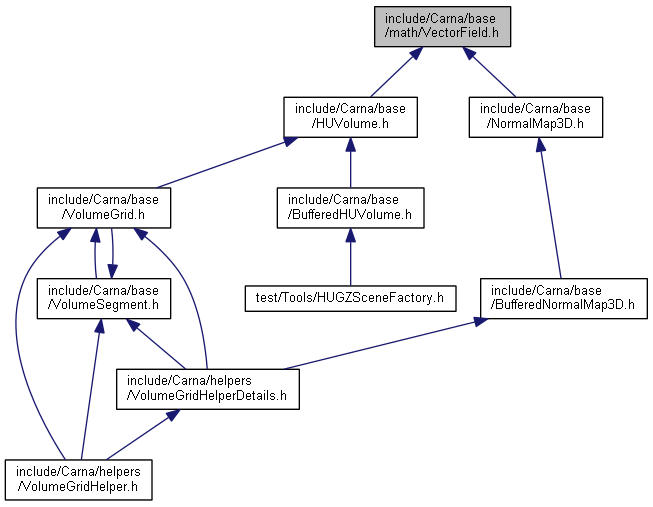 include/Carna/base
/math/VectorField.h
include/Carna/base
/HUVolume.h
include/Carna/base
/NormalMap3D.h
include/Carna/base
/VolumeGrid.h
include/Carna/base
/BufferedHUVolume.h
include/Carna/base
/VolumeSegment.h
test/Tools/HUGZSceneFactory.h
include/Carna/base
/BufferedNormalMap3D.h
include/Carna/helpers
/VolumeGridHelperDetails.h
include/Carna/helpers
/VolumeGridHelper.h